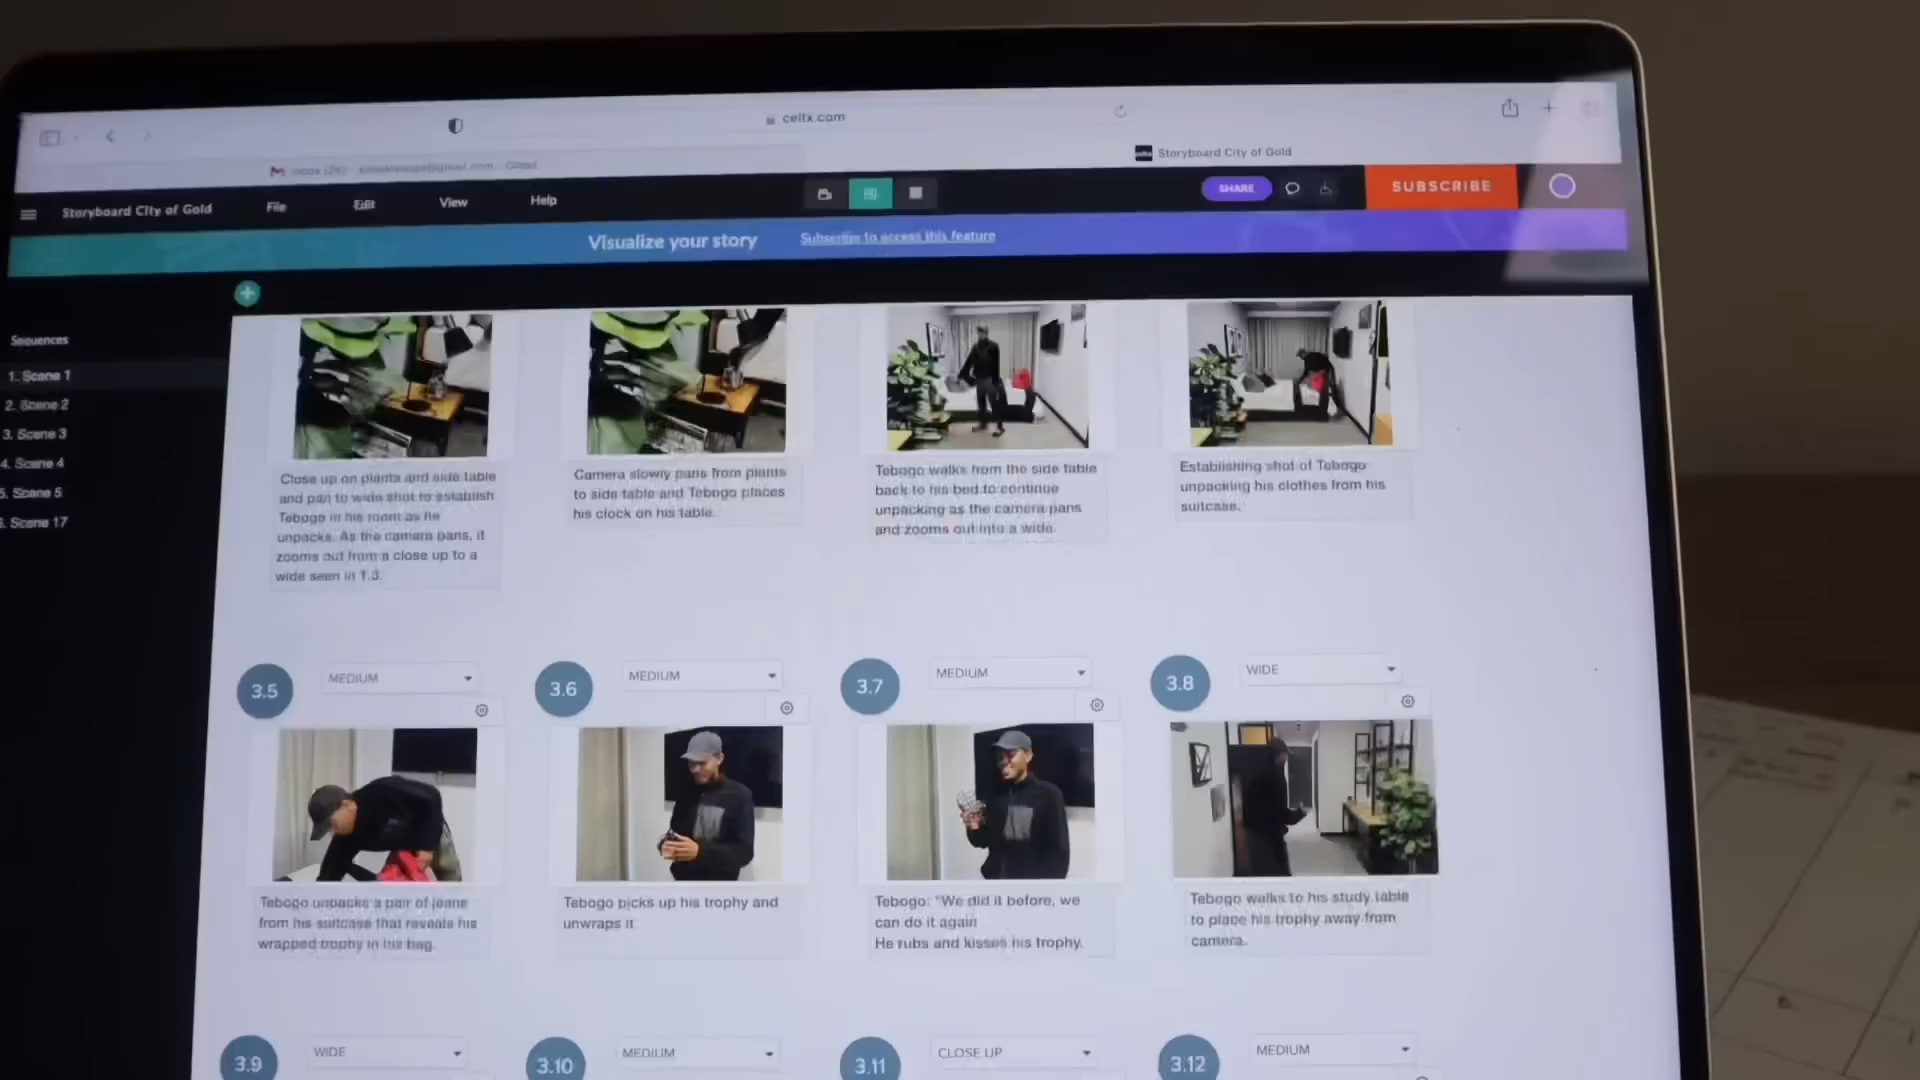 celtx.com
Gmail
Storyboard City of Gold
Storyboard City of Gold
File
Edit
View
Help
SHARE
SUBSCRIBE
Visualize your story
Subscribe to access this feature
Sequences
1. Scene 1
2. Scene 2
3. Scene 3
4. Scene 4
5. Scene 5
Scene 17
Close up on plants and side table
and pan to wide shot to establish
Tebogo in his room as he
unpacks. As the camera pans, it
zooms out from a close up to a
wide seen in 1.3.
Camera slowly pans from plants
to side table and Tebogo places
his clock on his table.
Tebogo walks from the side table
back to his bed to continue
unpacking as the camera pans
and zooms out into a wide.
Establishing shot of Tebogo
unpacking his clothes from his
suitcase.
3.5
MEDIUM
3.6
MEDIUM
3.7
MEDIUM
3.8
WIDE
Tebogo unpacks a pair of jeans
from his suitcase that reveals his
wrapped trophy in his bag.
Tebogo picks up his trophy and
unwraps it
Tebogo: "We did it before, we
can do it again
He rubs and kisses his trophy.
Tebogo walks to his study table
to place his trophy away from
camera.
3.9
WIDE
3.10
MEDIUM
3.11
CLOSE UP
3.12
MEDIUM